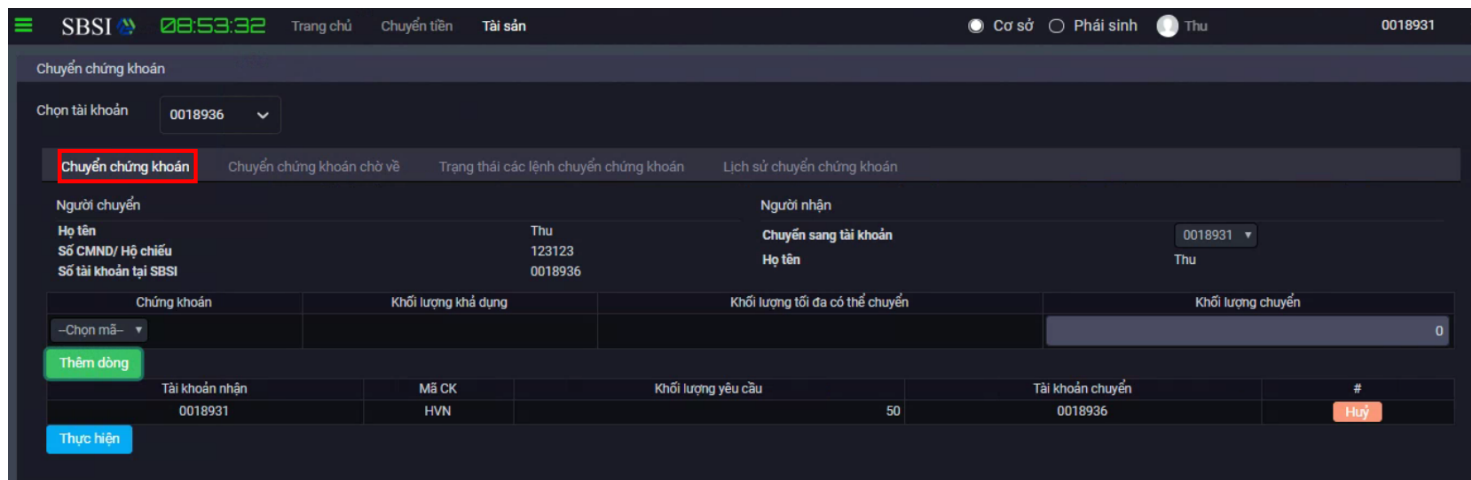 SBSI 08:53:32 Trang chủ Chuyển tiền Tài sản Cơ sở Phái sinh Thu 0018931
Chuyển chứng khoán
Chọn tài khoản 0018936
Chuyển chứng khoán Chuyển chứng khoán chờ về Trạng thái các lệnh chuyển chứng khoán Lịch sử chuyển chứng khoán
Người chuyển Người nhận
Họ tên Thu Chuyển sang tài khoản 0018931
Số CMND/ Hộ chiếu 123123 Họ tên Thu
Số tài khoản tại SBSI 0018936
Chứng khoán Khối lượng khả dụng Khối lượng tối đa có thể chuyển Khối lượng chuyển
--Chọn mã-- 0
Thêm dòng
Tài khoản nhận Mã CK Khối lượng yêu cầu Tài khoản chuyển #
0018931 HVN 50 0018936 Huỷ
Thực hiện